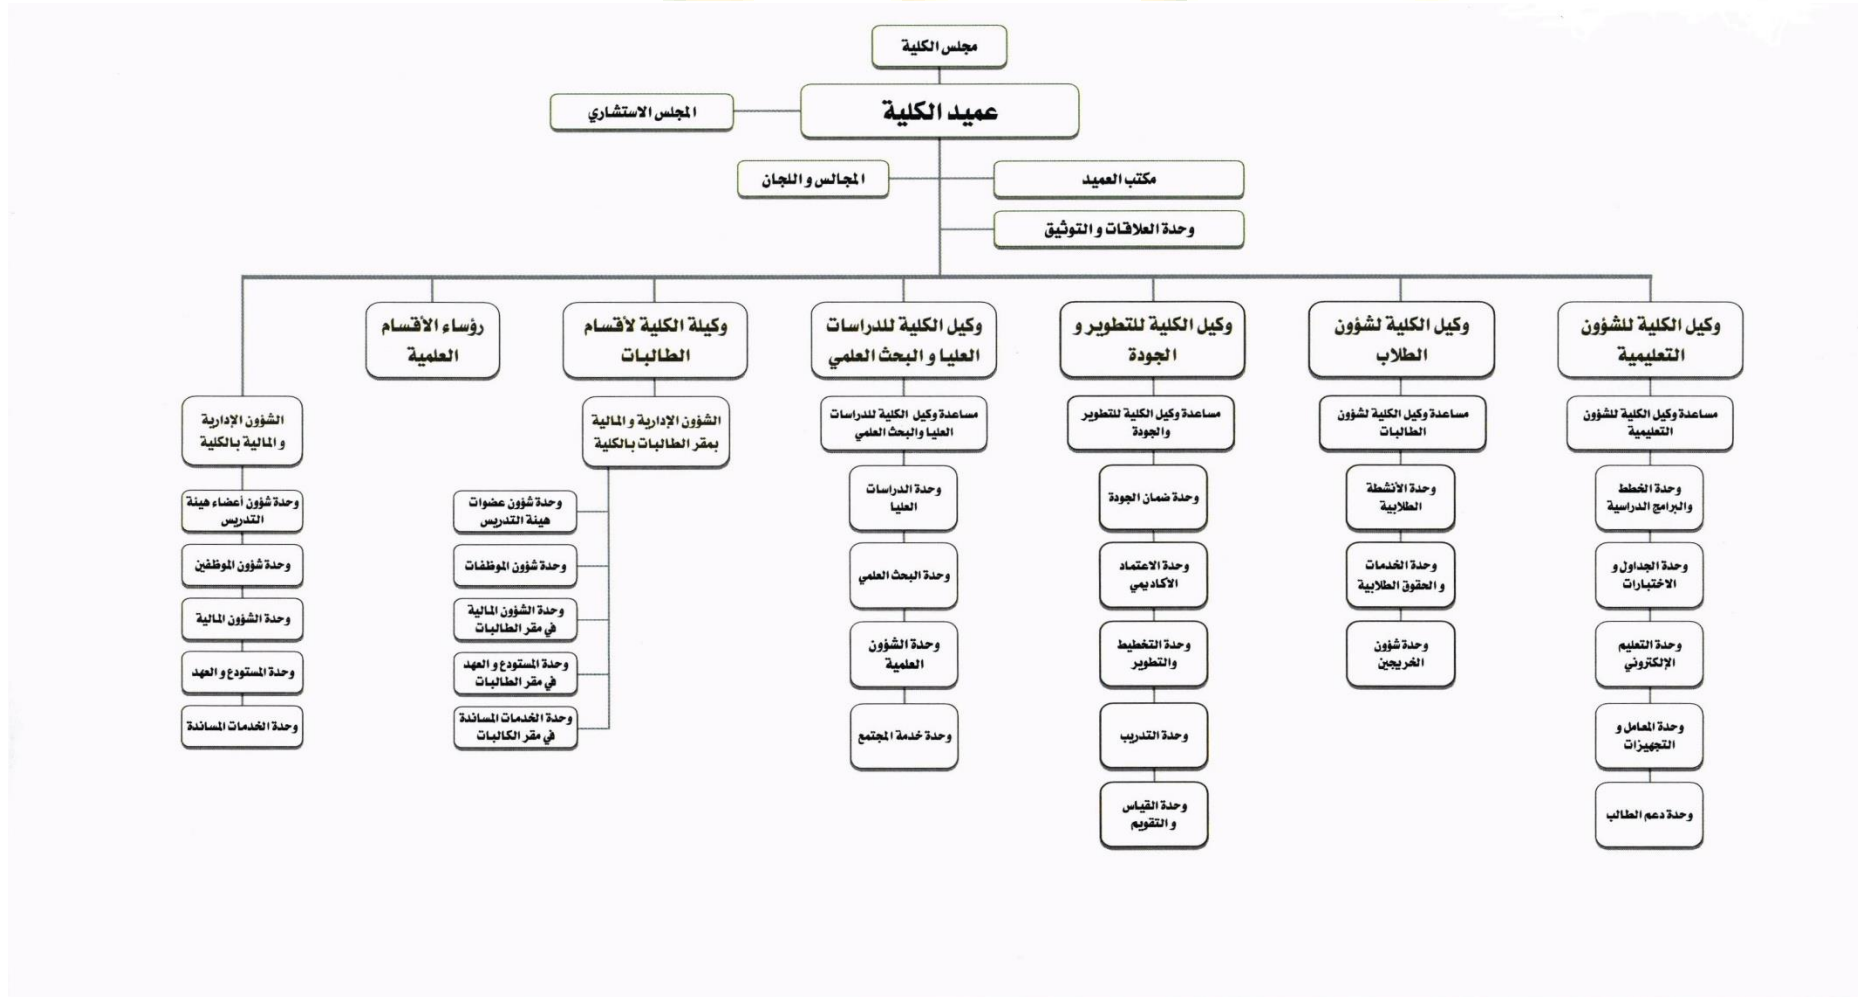 مجلس الكلية
عميد الكلية
المجلس الاستشاري
مكتب العميد
المجالس و اللجان
وحدة العلاقات و التوثيق
وكيل الكلية للشؤون
التعليمية
مساعدة وكيل الكلية للشؤون
التعليمية
وحدة الخطط
والبرامج الدراسية
وحدة الجداول و
الاختبارات
وحدة التعليم
الإلكتروني
وحدة المعامل و
التجهيزات
وحدة دعم الطالب
وكيل الكلية لشؤون
الطلاب
مساعدة وكيل الكلية لشؤون
الطالبات
وحدة الأنشطة
الطلابية
وحدة الخدمات
و الحقوق الطلابية
وحدة شؤون
الخريجين
وكيل الكلية للتطوير و
الجودة
مساعدة وكيل الكلية للتطوير
والجودة
وحدة ضمان الجودة
وحدة الاعتماد
الاكاديمي
وحدة التخطيط
والتطوير
وحدة التدريب
وحدة القياس
و التقويم
وكيل الكلية للدراسات
العليا و البحث العلمي
مساعدة وكيل الكلية للدراسات
العليا والبحث العلمي
وحدة الدراسات
العليا
وحدة البحث العلمي
وحدة الشؤون
العلمية
وحدة خدمة المجتمع
وكيلة الكلية لأقسام
الطالبات
الشؤون الإدارية و المالية
بمقر الطالبات بالكلية
وحدة شؤون عضوات
هيئة التدريس
وحدة شؤون الموظفات
وحدة الشؤون المالية
في مقر الطالبات
وحدة المستودع و العهد
في مقر الطالبات
وحدة الخدمات المساندة
في مقر الكالبات
رؤساء الأقسام
العلمية
الشؤون الإدارية
و المالية بالكلية
وحدة شؤون أعضاء هيئة
التدريس
وحدة شؤون الموظفين
وحدة الشؤون المالية
وحدة المستودع و العهد
وحدة الخدمات المساندة